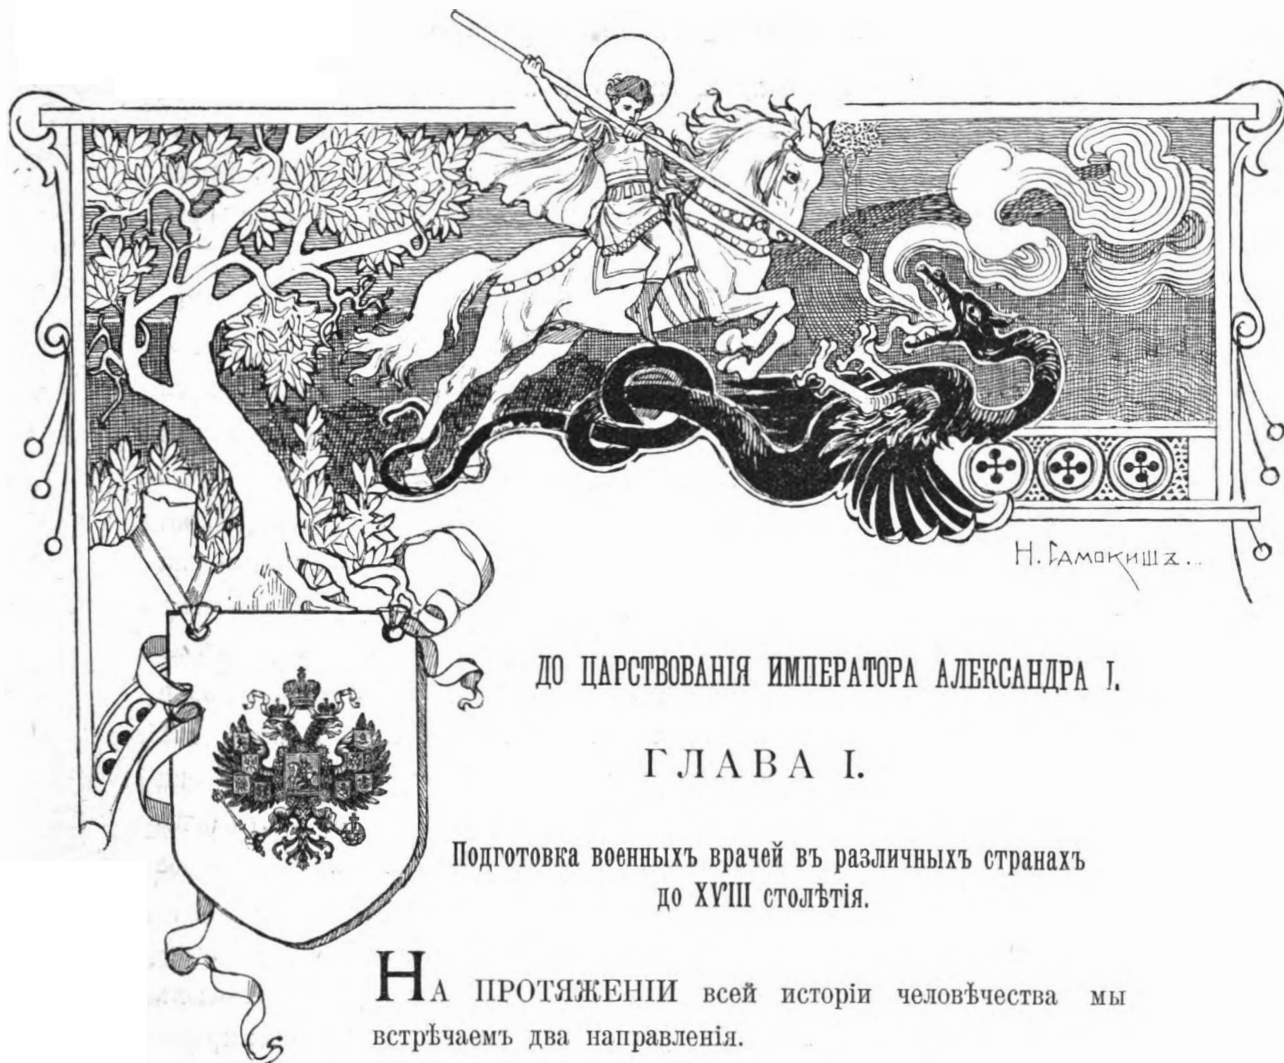 Н. Самокишъ...
ДО ЦАРСТВОВАНІЯ ИМПЕРАТОРА АЛЕКСАНДРА I.
ГЛАВА I.
Подготовка военныхъ врачей въ различныхъ странахъ
до XVIII столѣтія.
НА ПРОТЯЖЕНІИ всей исторіи человѣчества мы
встрѣчаемъ два направленія.